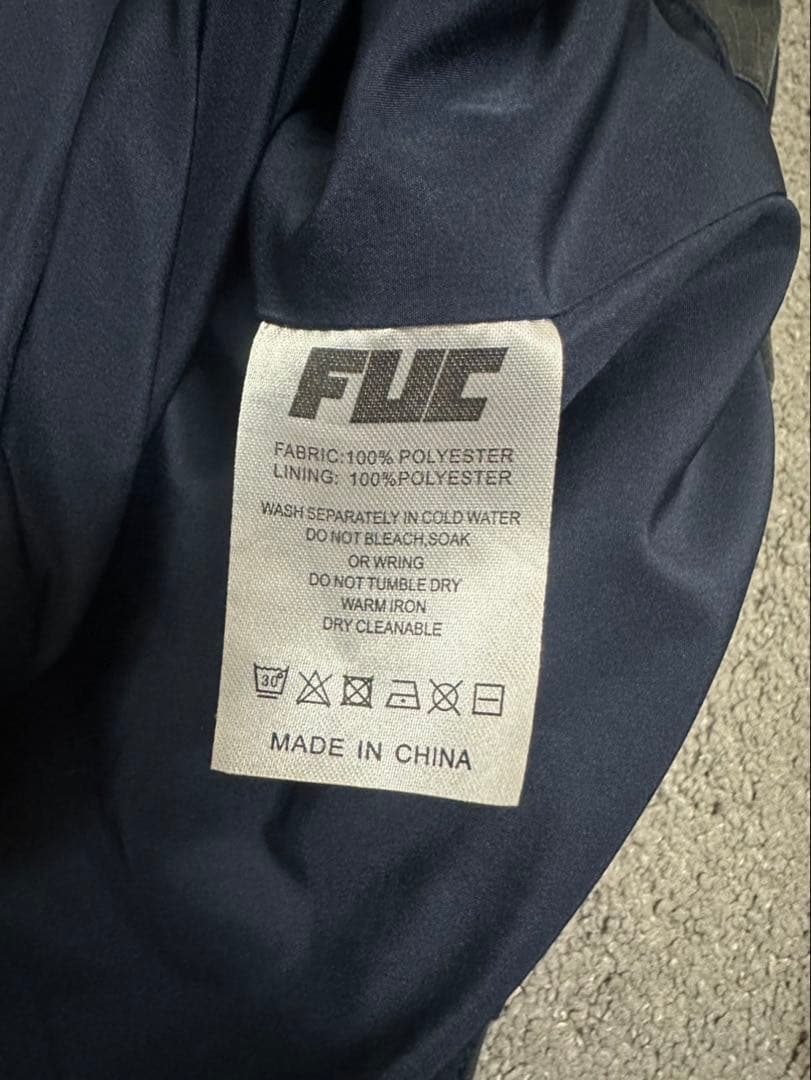 FUC
FABRIC:100% POLYESTER
LINING: 100%POLYESTER
WASH SEPARATELY IN COLD WATER
DO NOT BLEACH,SOAK
OR WRING
DO NOT TUMBLE DRY
WARM IRON
DRY CLEANABLE
30°
MADE IN CHINA